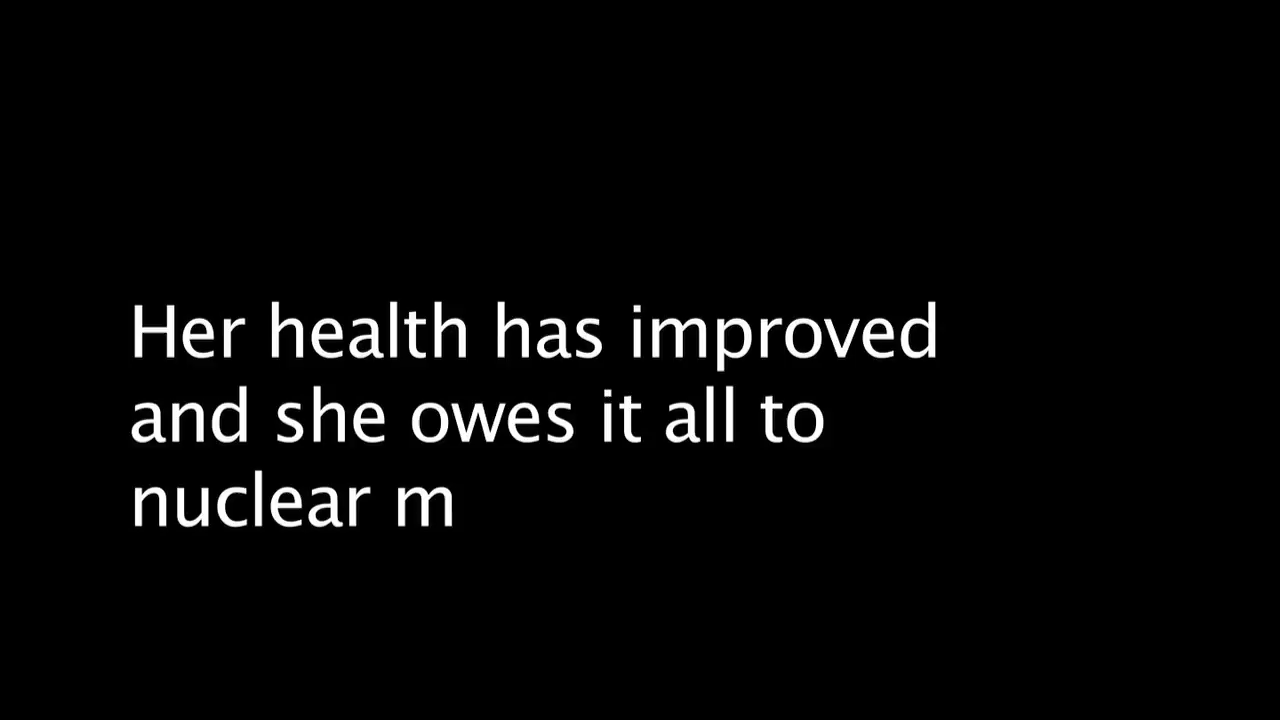 Her health has improved
and she owes it all to
nuclear m